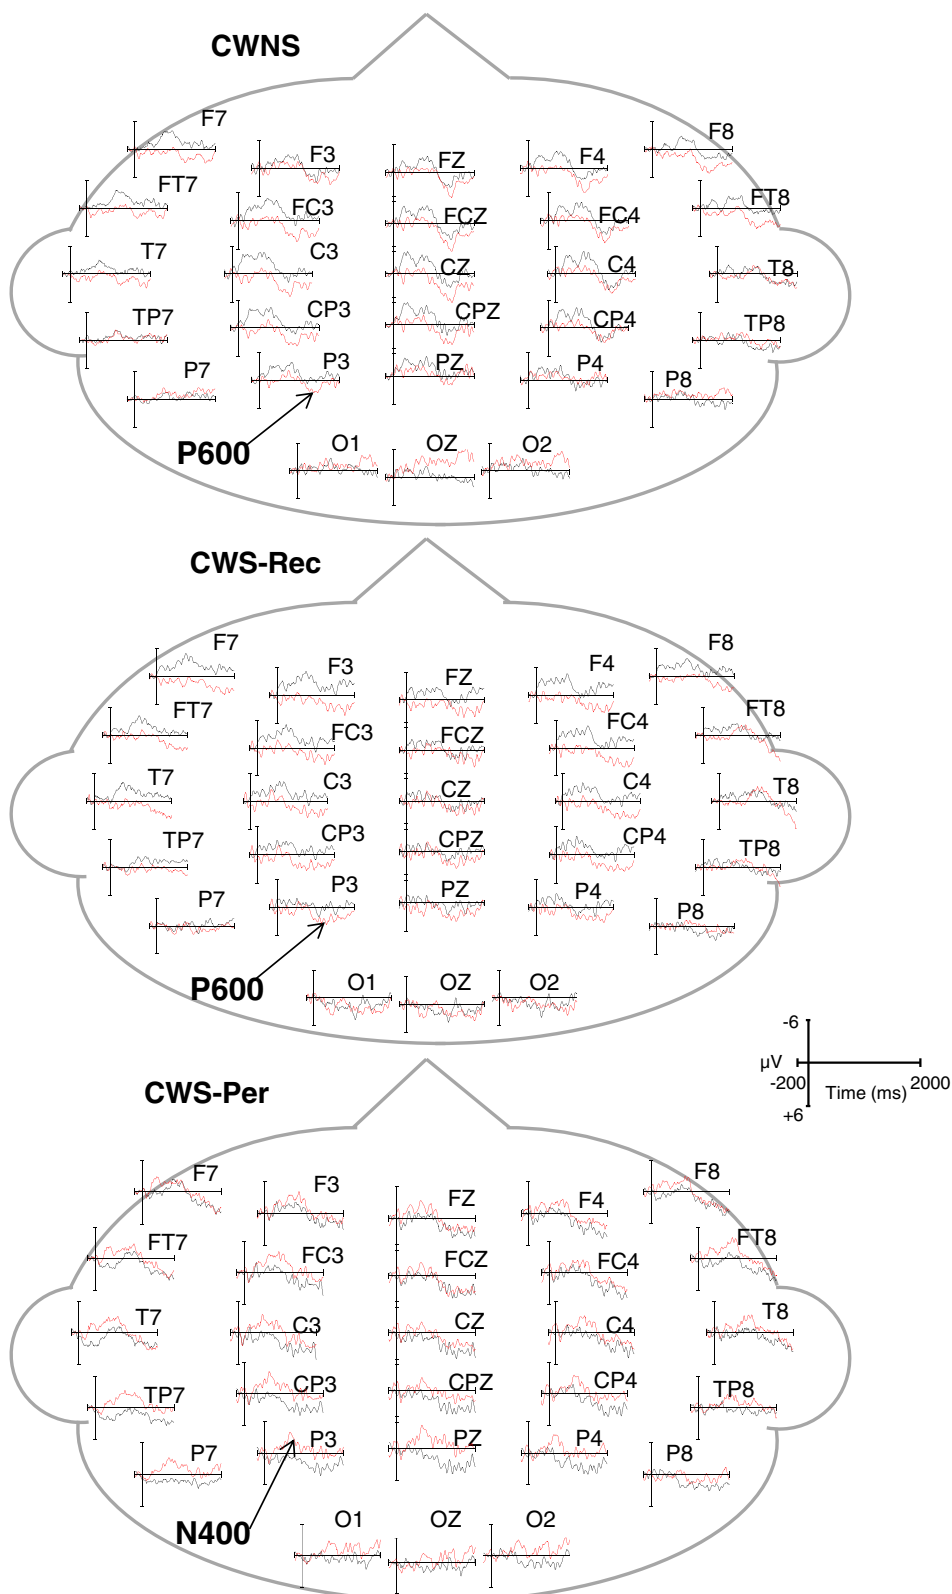 CWNS
F7
F3
FZ
F4
F8
FT7
FC3
FCZ
FC4
FT8
T7
C3
CZ
C4
T8
TP7
CP3
CPZ
CP4
TP8
P7
P3
PZ
P4
P8
P600
O1
OZ
O2
CWS-Rec
F7
F3
FZ
F4
F8
FT7
FC3
FCZ
FC4
FT8
T7
C3
CZ
C4
T8
TP7
CP3
CPZ
CP4
TP8
P7
P3
PZ
P4
P8
P600
O1
OZ
O2
-6
µV
-200
2000
Time (ms)
+6
CWS-Per
F7
F3
FZ
F4
F8
FT7
FC3
FCZ
FC4
FT8
T7
C3
CZ
C4
T8
TP7
CP3
CPZ
CP4
TP8
P7
P3
PZ
P4
P8
N400
O1
OZ
O2